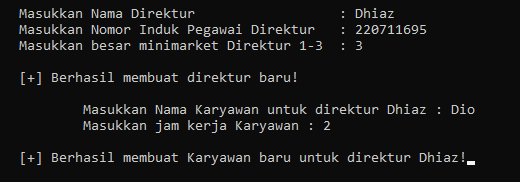 Masukkan Nama Direktur : Dhiaz
Masukkan Nomor Induk Pegawai Direktur : 220711695
Masukkan besar minimarket Direktur 1-3 : 3
[+] Berhasil membuat direktur baru!
Masukkan Nama Karyawan untuk direktur Dhiaz : Dio
Masukkan jam kerja Karyawan : 2
[+] Berhasil membuat Karyawan baru untuk direktur Dhiaz!